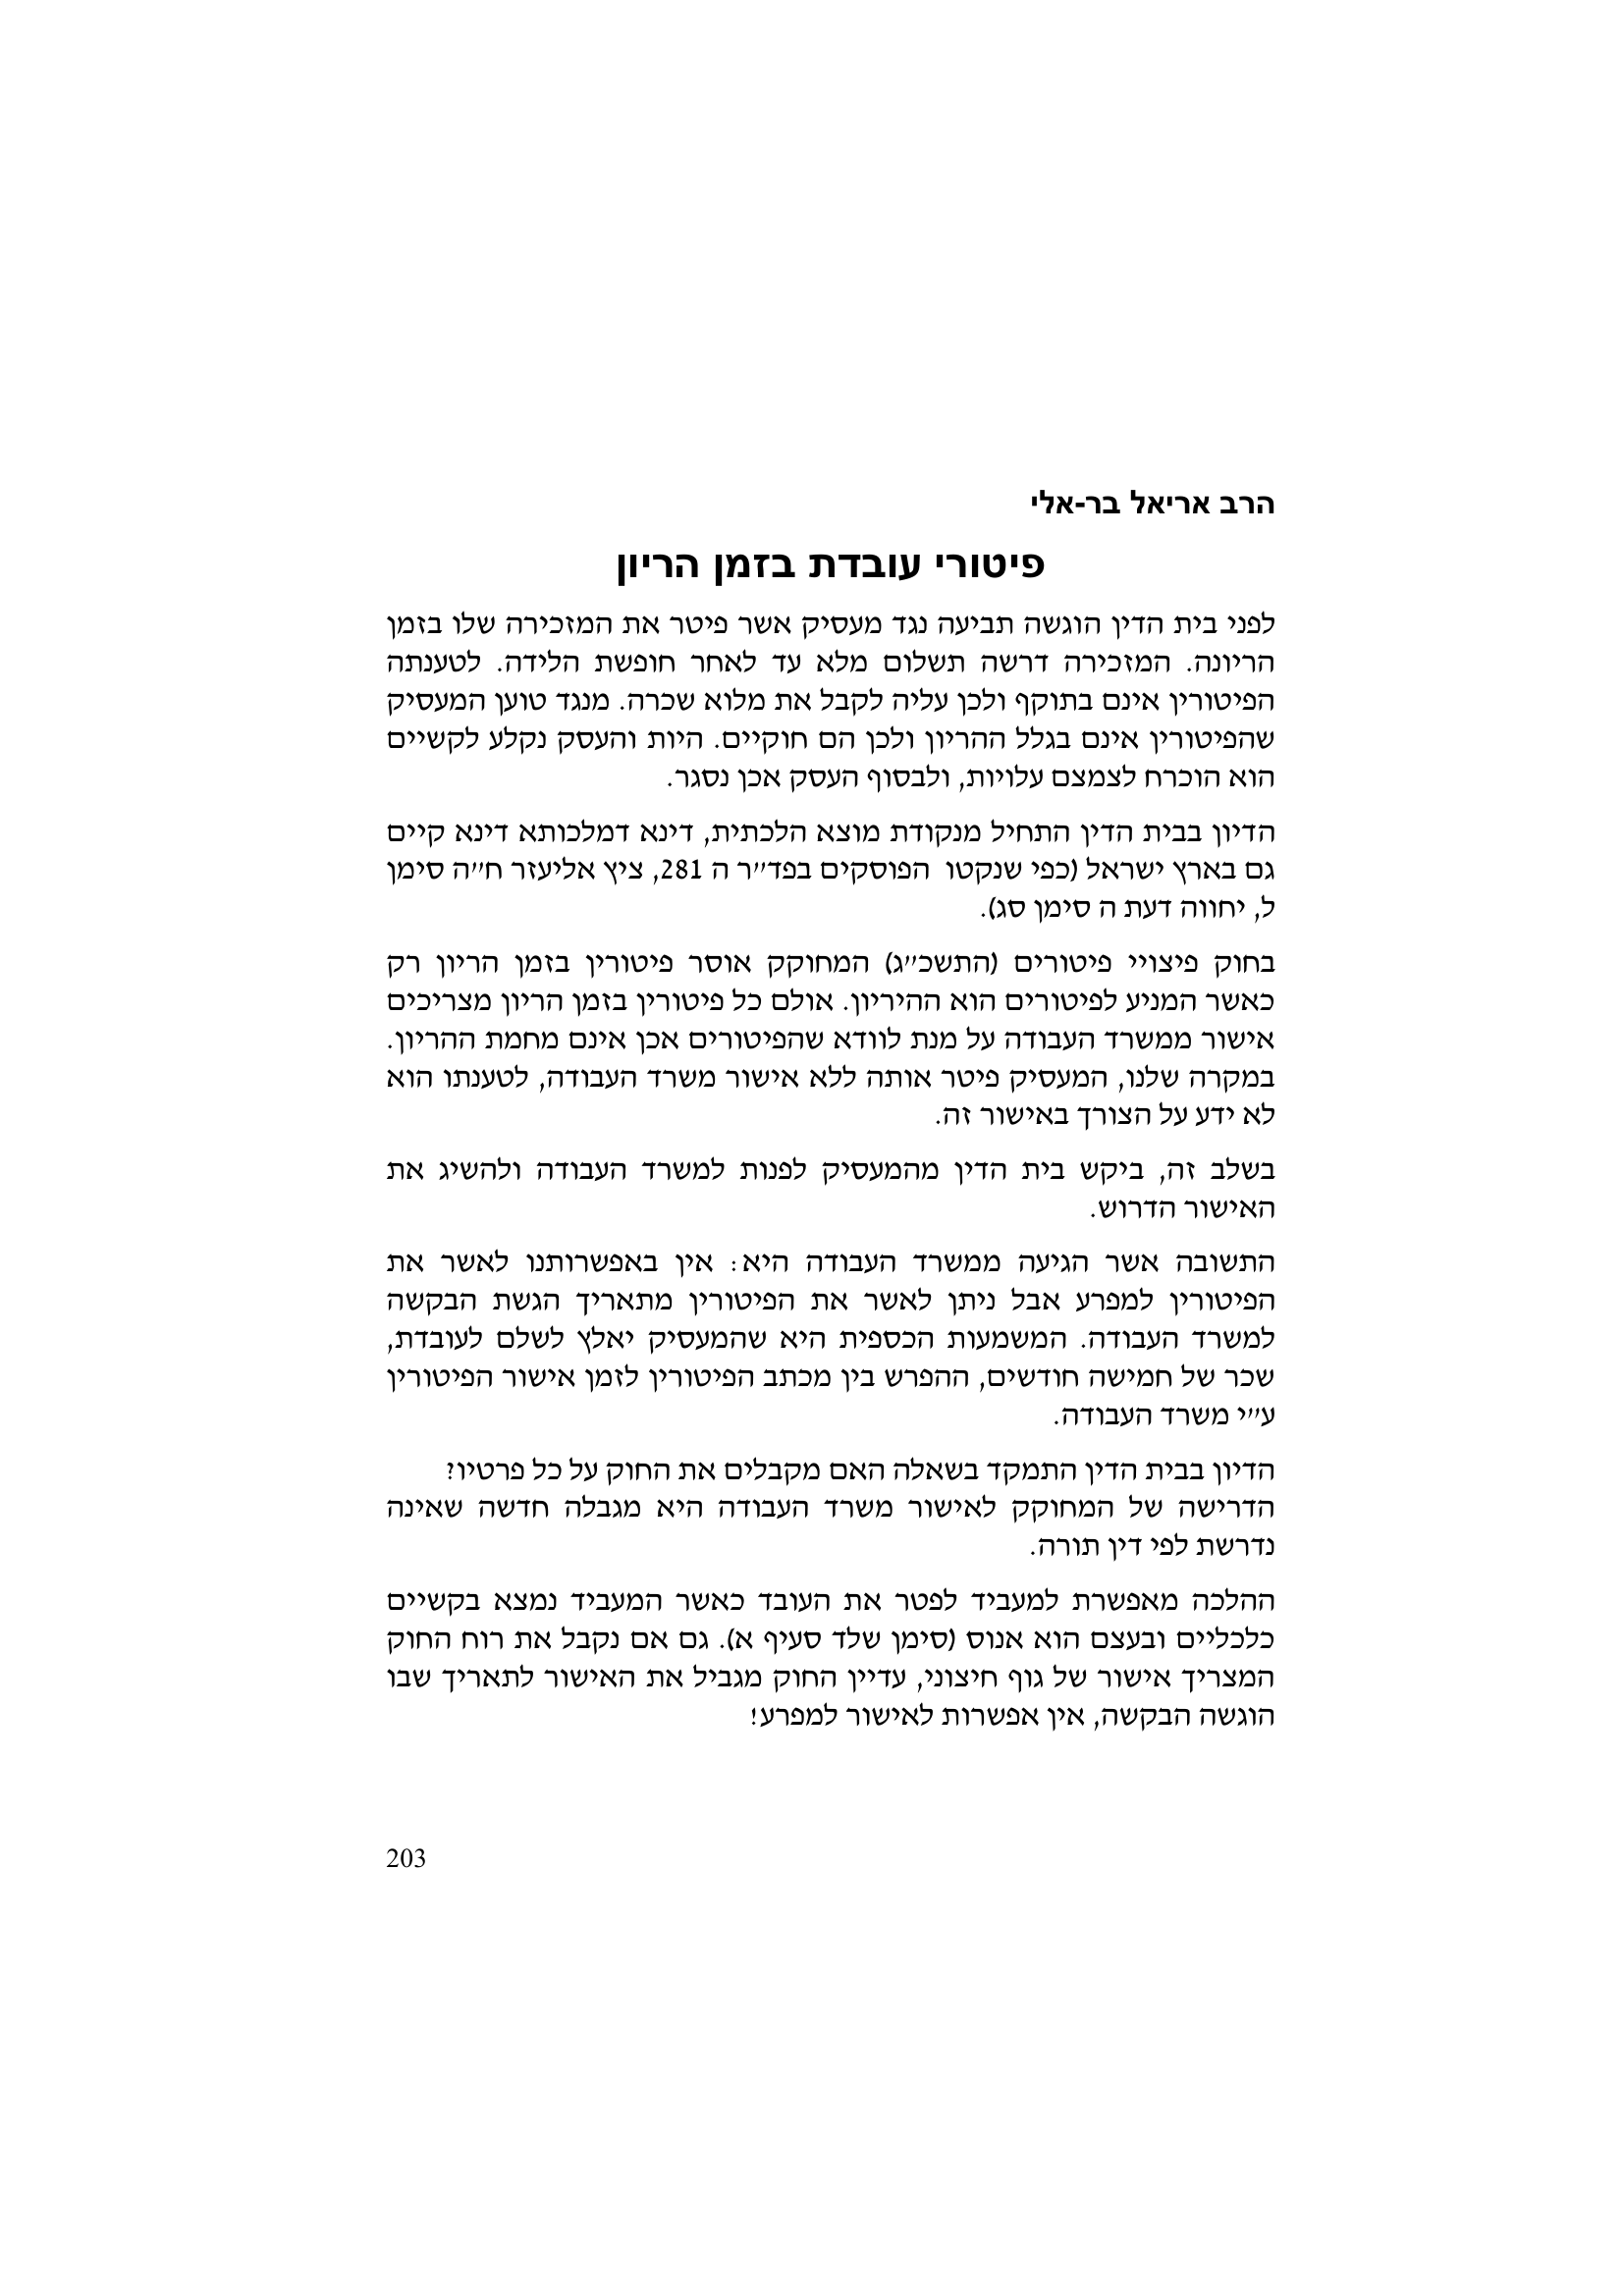 הרב אריאל בר-אלי
פיטורי עובדת בזמן הריון
לפני בית הדין הוגשה תביעה נגד מעסיק אשר פיטר את המזכירה שלו בזמן
הריונה. המזכירה דרשה תשלום מלא עד לאחר חופשת הלידה. לטענתה
הפיטורין אינם בתוקף ולכן עליה לקבל את מלוא שכרה. מנגד טוען המעסיק
שהפיטורין אינם בגלל ההריון ולכן הם חוקיים. היות והעסק נקלע לקשיים
הוא הוכרח לצמצם עלויות, ולבסוף העסק אכן נסגר.
הדיון בבית הדין התחיל מנקודת מוצא הלכתית, דינא דמלכותא דינא קיים
גם בארץ ישראל (כפי שנקטו  הפוסקים בפד״ר ה 281, ציץ אליעזר ח״ה סימן
ל, יחווה דעת ה סימן סג).
בחוק פיצויי פיטורים (התשכ״ג) המחוקק אוסר פיטורין בזמן הריון רק
כאשר המניע לפיטורים הוא ההיריון. אולם כל פיטורין בזמן הריון מצריכים
אישור ממשרד העבודה על מנת לוודא שהפיטורים אכן אינם מחמת ההריון.
במקרה שלנו, המעסיק פיטר אותה ללא אישור משרד העבודה, לטענתו הוא
לא ידע על הצורך באישור זה.
בשלב זה, ביקש בית הדין מהמעסיק לפנות למשרד העבודה ולהשיג את
האישור הדרוש.
התשובה אשר הגיעה ממשרד העבודה היא: אין באפשרותנו לאשר את
הפיטורין למפרע אבל ניתן לאשר את הפיטורין מתאריך הגשת הבקשה
למשרד העבודה. המשמעות הכספית היא שהמעסיק יאלץ לשלם לעובדת,
שכר של חמישה חודשים, ההפרש בין מכתב הפיטורין לזמן אישור הפיטורין
ע״י משרד העבודה.
הדיון בבית הדין התמקד בשאלה האם מקבלים את החוק על כל פרטיו?
הדרישה של המחוקק לאישור משרד העבודה היא מגבלה חדשה שאינה
נדרשת לפי דין תורה.
ההלכה מאפשרת למעביד לפטר את העובד כאשר המעביד נמצא בקשיים
כלכליים ובעצם הוא אנוס (סימן שלד סעיף א). גם אם נקבל את רוח החוק
המצריך אישור של גוף חיצוני, עדיין החוק מגביל את האישור לתאריך שבו
הוגשה הבקשה, אין אפשרות לאישור למפרע!
203